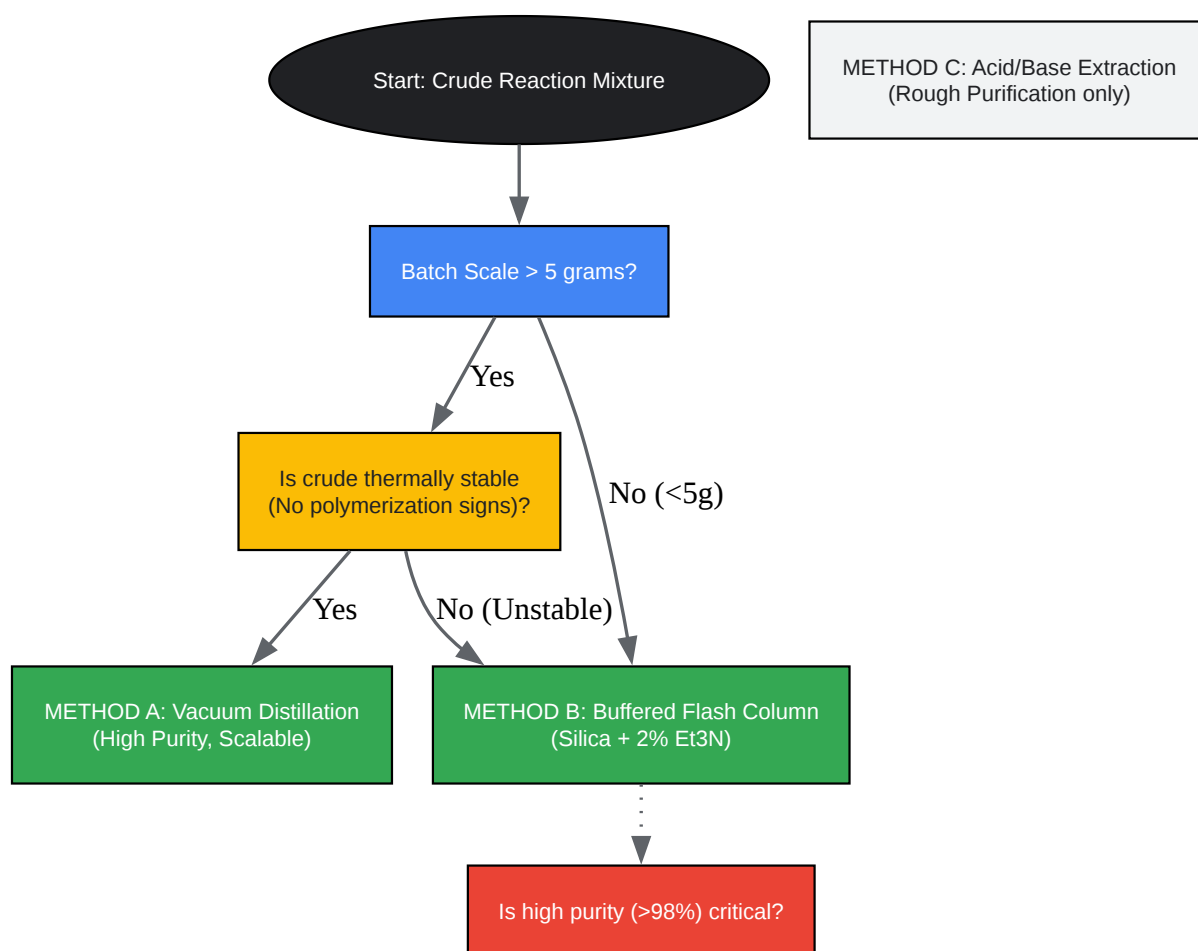 Start: Crude Reaction Mixture
METHOD C: Acid/Base Extraction
(Rough Purification only)
Batch Scale > 5 grams?
Yes
No (<5g)
Is crude thermally stable
(No polymerization signs)?
Yes
No (Unstable)
METHOD A: Vacuum Distillation
(High Purity, Scalable)
METHOD B: Buffered Flash Column
(Silica + 2% Et3N)
Is high purity (>98%) critical?